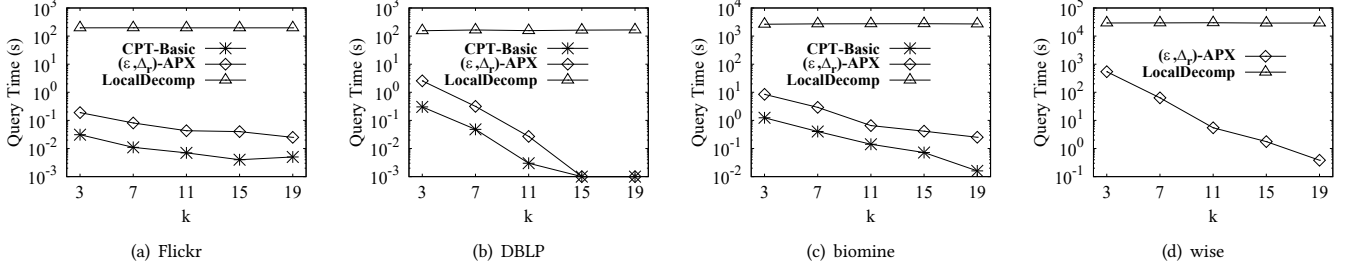 Query Time (s)
10^3
10^2
10^1
10^0
10^-1
10^-2
10^-3
CPT-Basic
(ε,Δr)-APX
LocalDecomp
3 7 11 15 19
k
(a) Flickr
Query Time (s)
10^3
10^2
10^1
10^0
10^-1
10^-2
10^-3
CPT-Basic
(ε,Δr)-APX
LocalDecomp
3 7 11 15 19
k
(b) DBLP
Query Time (s)
10^4
10^3
10^2
10^1
10^0
10^-1
10^-2
CPT-Basic
(ε,Δr)-APX
LocalDecomp
3 7 11 15 19
k
(c) biomine
Query Time (s)
10^5
10^4
10^3
10^2
10^1
10^0
10^-1
(ε,Δr)-APX
LocalDecomp
3 7 11 15 19
k
(d) wise